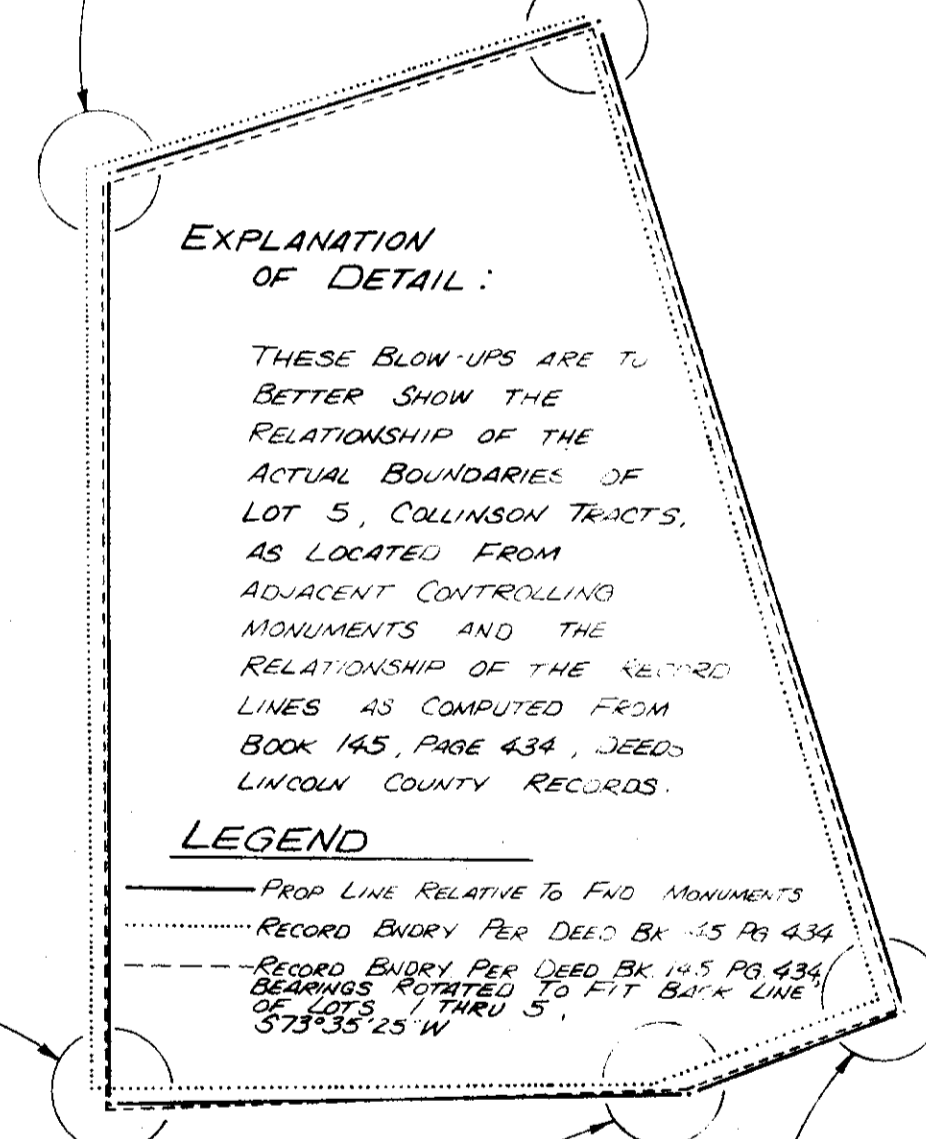 EXPLANATION
OF DETAIL:
THESE BLOW-UPS ARE TO
BETTER SHOW THE
RELATIONSHIP OF THE
ACTUAL BOUNDARIES OF
LOT 5, COLLINSON TRACTS,
AS LOCATED FROM
ADJACENT CONTROLLING
MONUMENTS AND THE
RELATIONSHIP OF THE RECORD
LINES AS COMPUTED FROM
BOOK 145, PAGE 434, DEEDS
LINCOLN COUNTY RECORDS.
LEGEND
PROP LINE RELATIVE TO FND MONUMENTS
RECORD BNDRY PER DEED BK 145 PG 434
RECORD BNDRY PER DEED BK. 145 PG. 434,
BEARINGS ROTATED TO FIT BACK LINE
OF LOTS 1 THRU 5,
S73°35'25"W